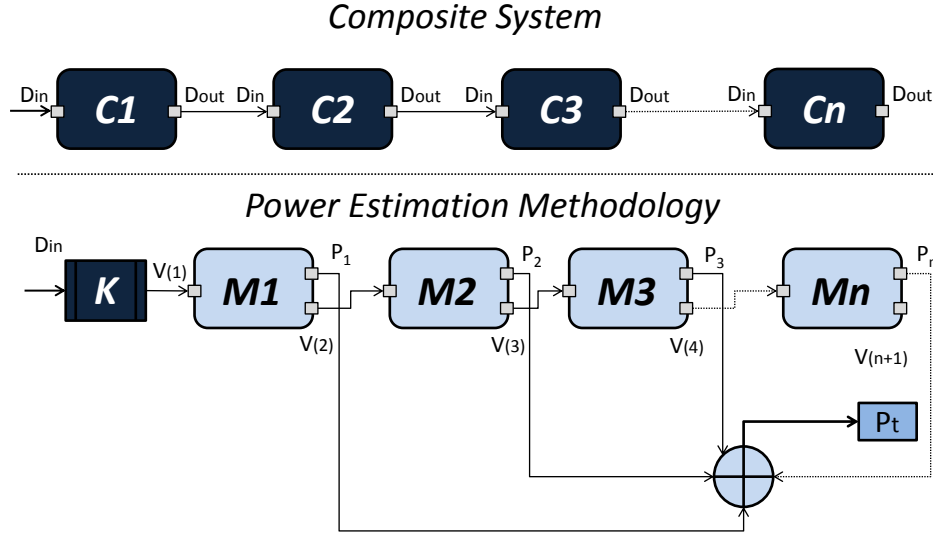 Composite System
Din C1 Dout Din C2 Dout Din C3 Dout Din Cn Dout
Power Estimation Methodology
Din K V(1) M1 P1 M2 P2 M3 P3 Mn Pn
V(2) V(3) V(4) V(n+1)
Pt